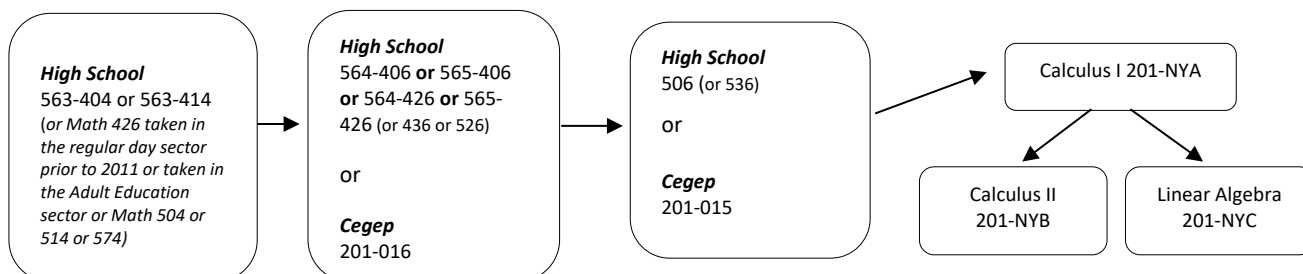 High School
563-404 or 563-414
(or Math 426 taken in
the regular day sector
prior to 2011 or taken in
the Adult Education
sector or Math 504 or
514 or 574)
High School
564-406 or 565-406
or 564-426 or 565-
426 (or 436 or 526)
or
Cegep
201-016
High School
506 (or 536)
or
Cegep
201-015
Calculus I 201-NYA
Calculus II
201-NYB
Linear Algebra
201-NYC